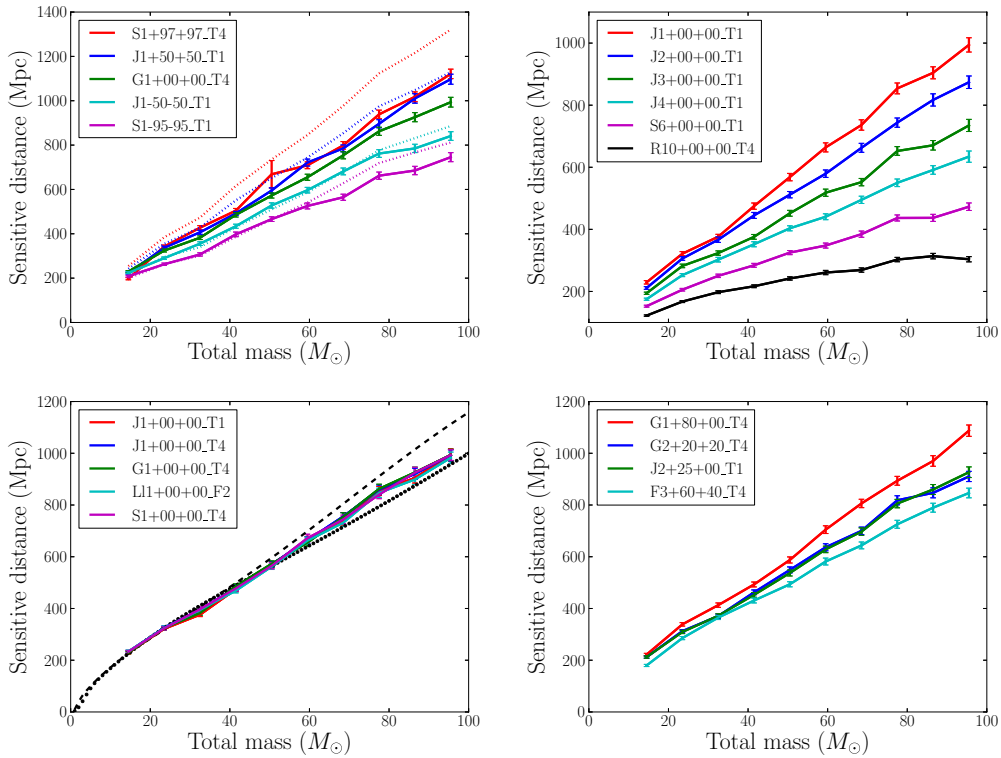 1400
1200
1000
800
600
400
200
0
0 20 40 60 80 100
Sensitive distance (Mpc)
Total mass (M⊙)
S1+97+97_T4
J1+50+50_T1
G1+00+00_T4
J1-50-50_T1
S1-95-95_T1
1000
800
600
400
200
0 20 40 60 80 100
Sensitive distance (Mpc)
Total mass (M⊙)
J1+00+00_T1
J2+00+00_T1
J3+00+00_T1
J4+00+00_T1
S6+00+00_T1
R10+00+00_T4
1200
1000
800
600
400
200
0
0 20 40 60 80 100
Sensitive distance (Mpc)
Total mass (M⊙)
J1+00+00_T1
J1+00+00_T4
G1+00+00_T4
Ll1+00+00_F2
S1+00+00_T4
1200
1000
800
600
400
200
0
0 20 40 60 80 100
Sensitive distance (Mpc)
Total mass (M⊙)
G1+80+00_T4
G2+20+20_T4
J2+25+00_T1
F3+60+40_T4